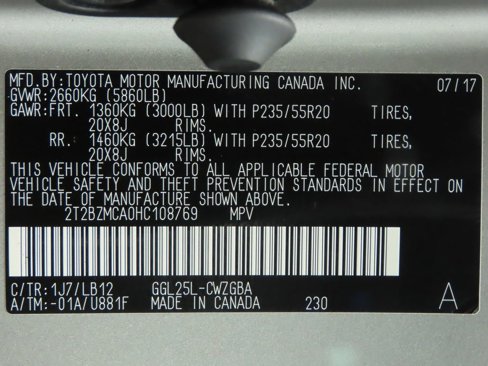 MFD.BY:TOYOTA MOTOR MANUFACTURING CANADA INC. 07/17
GVWR:2660KG (5860LB)
GAWR:FRT. 1360KG (3000LB) WITH P235/55R20 TIRES,
20X8J RIMS.
RR. 1460KG (3215LB) WITH P235/55R20 TIRES,
20X8J RIMS.
THIS VEHICLE CONFORMS TO ALL APPLICABLE FEDERAL MOTOR
VEHICLE SAFETY AND THEFT PREVENTION STANDARDS IN EFFECT ON
THE DATE OF MANUFACTURE SHOWN ABOVE.
2T2BZMCA0HC108769 MPV
C/TR:1J7/LB12 GGL25L-CWZGBA
A/TM:-01A/U881F MADE IN CANADA 230 A